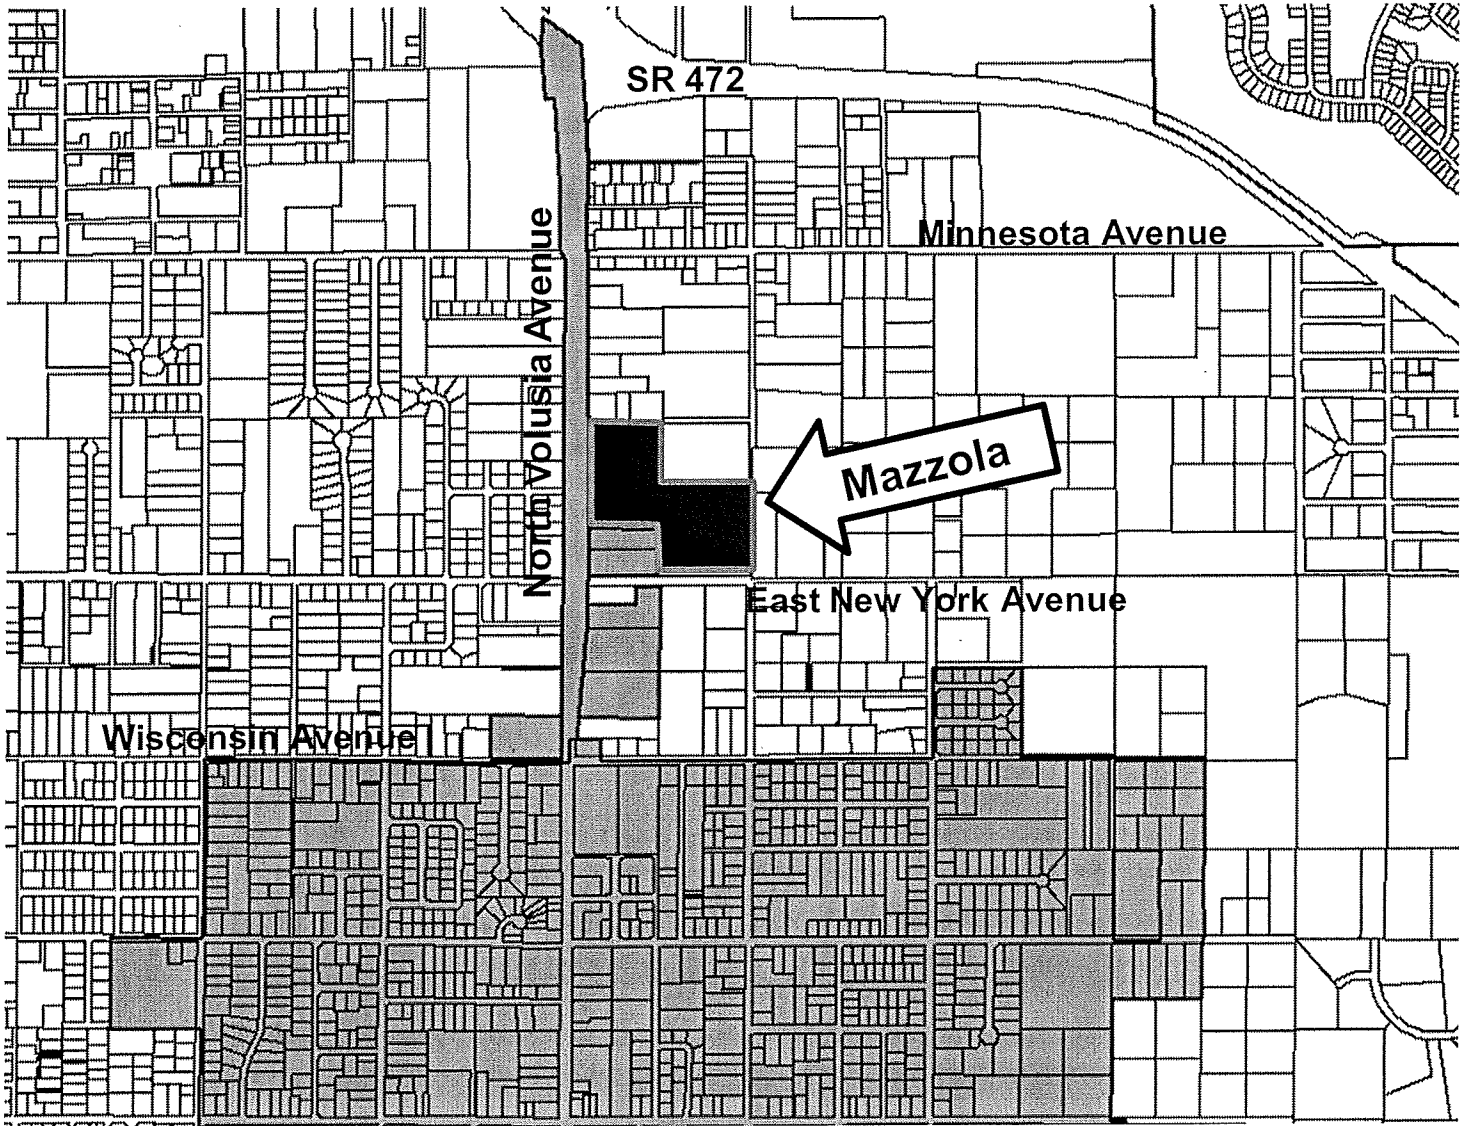 SR 472
Minnesota Avenue
North Volusia Avenue
Mazzola
East New York Avenue
Wisconsin Avenue